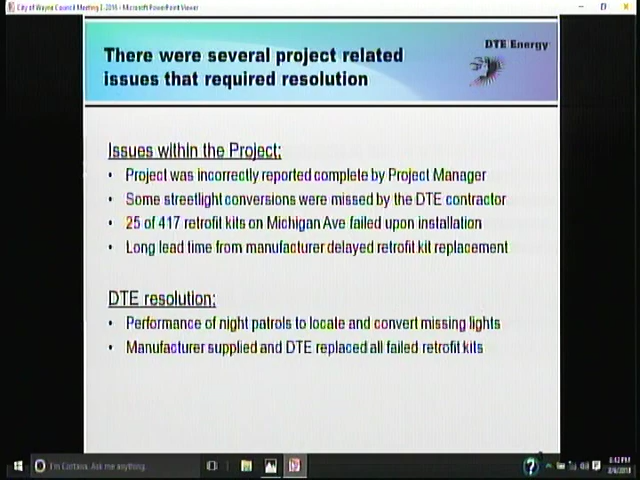 City of Wayne Council Meeting 2-2016 - Microsoft PowerPoint Viewer
There were several project related
issues that required resolution
DTE Energy
Issues within the Project:
• Project was incorrectly reported complete by Project Manager
• Some streetlight conversions were missed by the DTE contractor
• 25 of 417 retrofit kits on Michigan Ave failed upon installation
• Long lead time from manufacturer delayed retrofit kit replacement
DTE resolution:
• Performance of night patrols to locate and convert missing lights
• Manufacturer supplied and DTE replaced all failed retrofit kits
I'm Cortana. Ask me anything.